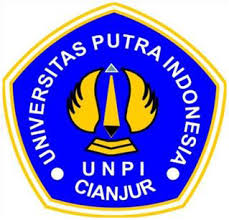 • UNIVERSITAS PUTRA INDONESIA •
UNPI
CIANJUR